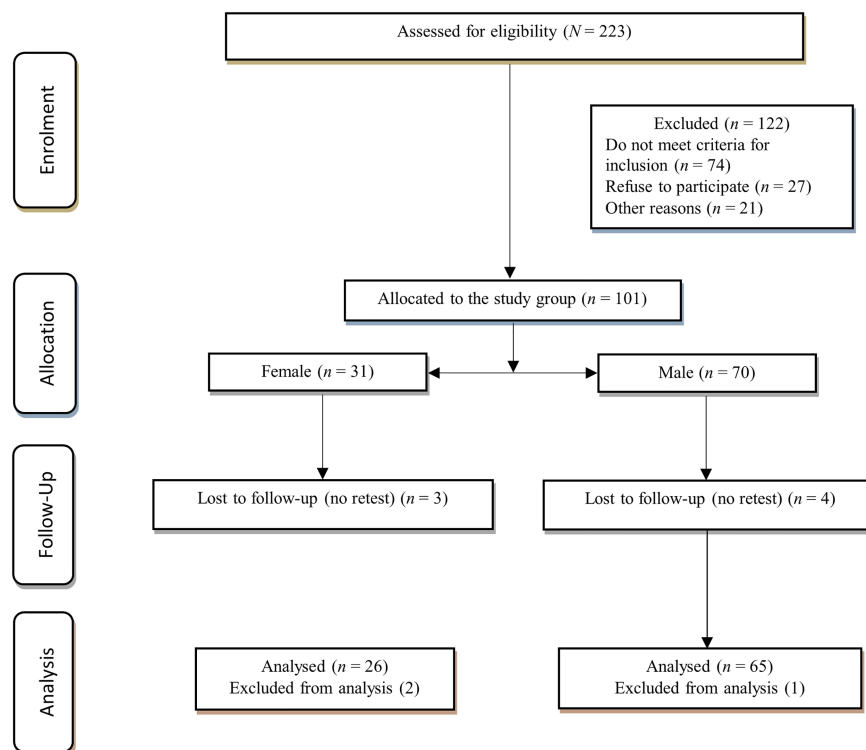 Assessed for eligibility (N = 223)
Enrolment
Excluded (n = 122)
Do not meet criteria for
inclusion (n = 74)
Refuse to participate (n = 27)
Other reasons (n = 21)
Allocation
Allocated to the study group (n = 101)
Female (n = 31)
Male (n = 70)
Follow-Up
Lost to follow-up (no retest) (n = 3)
Lost to follow-up (no retest) (n = 4)
Analysis
Analysed (n = 26)
Excluded from analysis (2)
Analysed (n = 65)
Excluded from analysis (1)